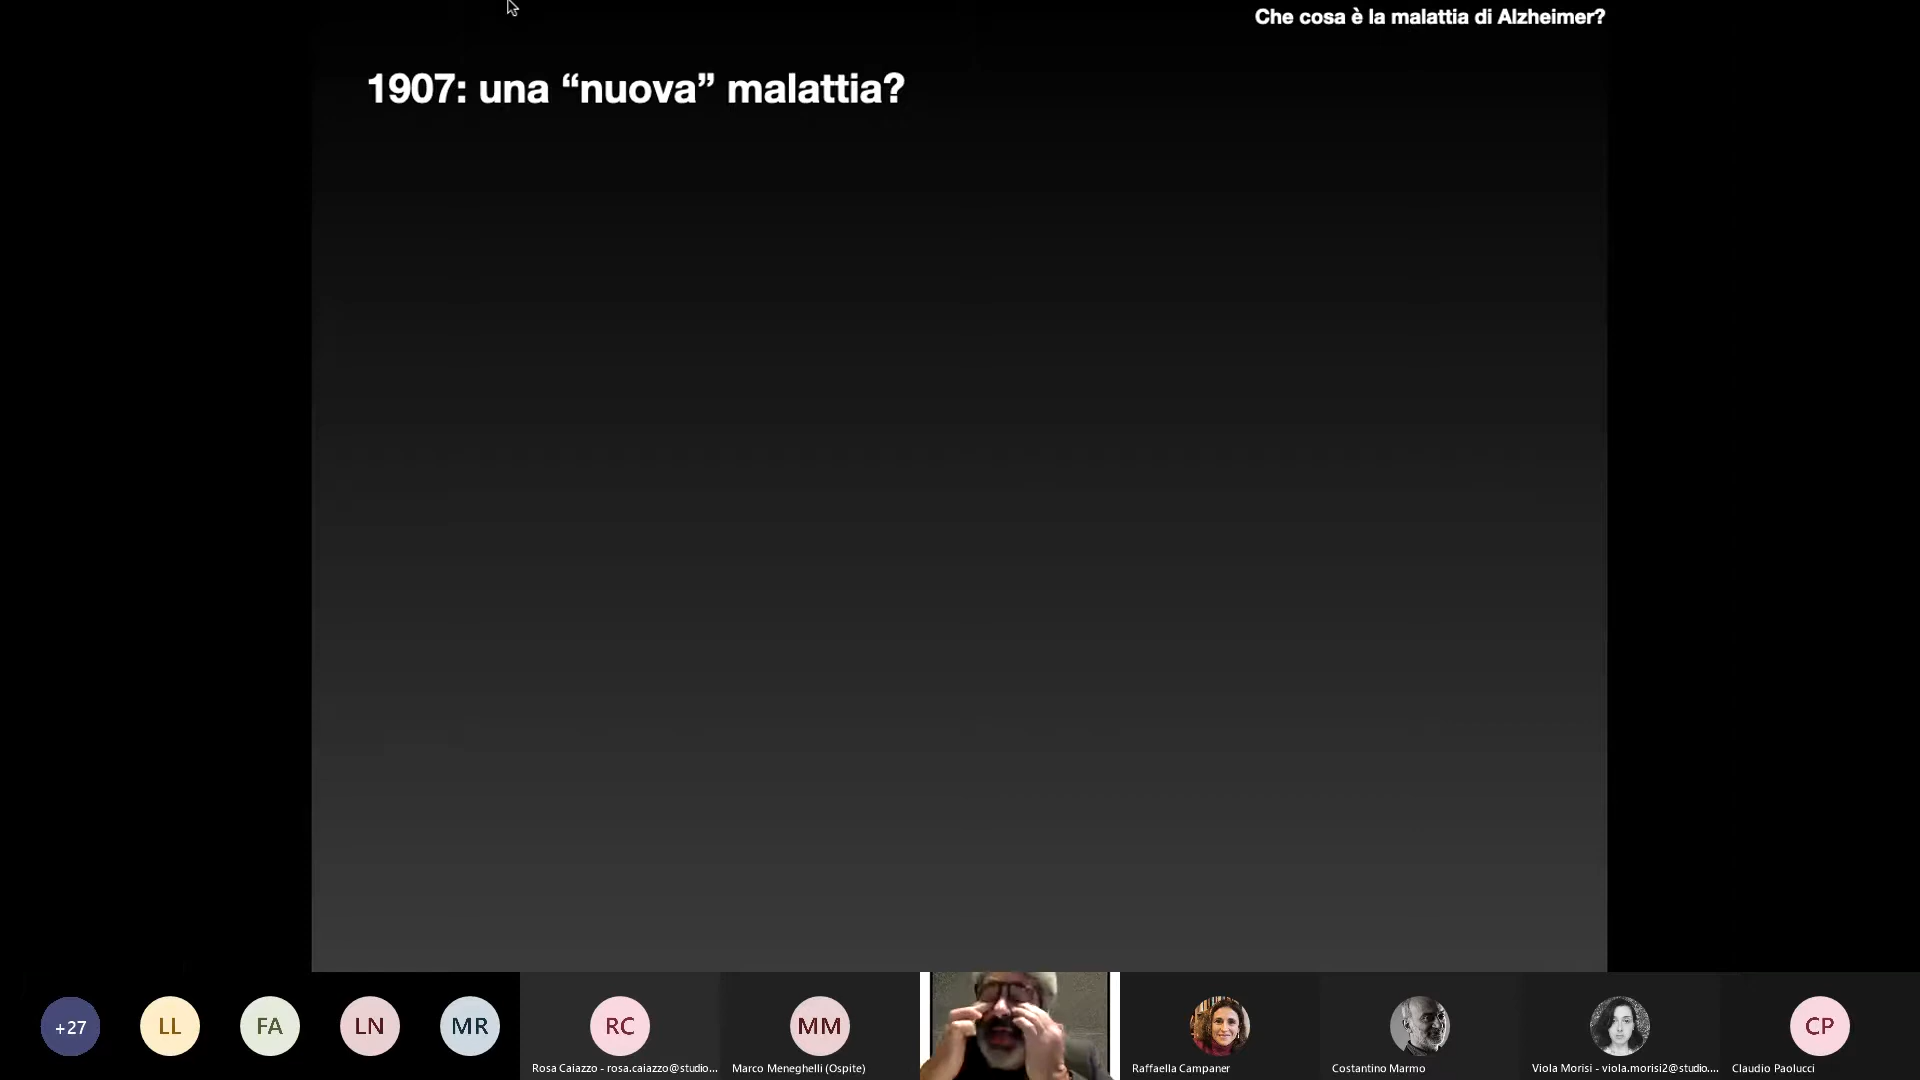 Che cosa è la malattia di Alzheimer?
1907: una “nuova” malattia?
+27
LL
FA
LN
MR
RC
MM
CP
Rosa Caiazzo - rosa.caiazzo@studio...
Marco Meneghelli (Ospite)
Raffaella Campaner
Costantino Marmo
Viola Morisi - viola.morisi2@studio....
Claudio Paolucci